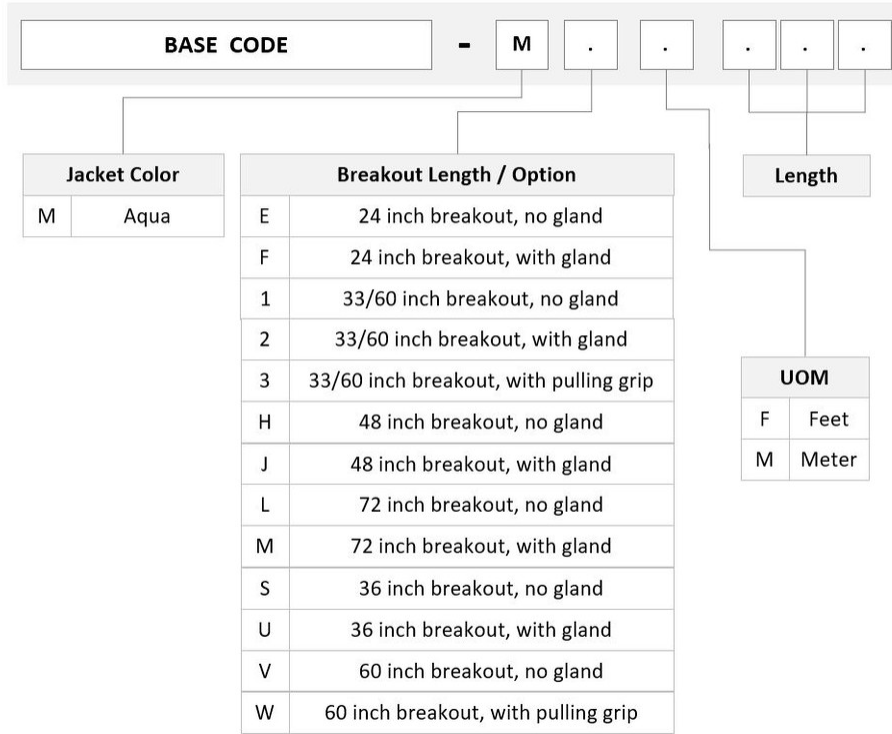 BASE CODE - M . . . . .
Jacket Color
M Aqua
Breakout Length / Option
E 24 inch breakout, no gland
F 24 inch breakout, with gland
1 33/60 inch breakout, no gland
2 33/60 inch breakout, with gland
3 33/60 inch breakout, with pulling grip
H 48 inch breakout, no gland
J 48 inch breakout, with gland
L 72 inch breakout, no gland
M 72 inch breakout, with gland
S 36 inch breakout, no gland
U 36 inch breakout, with gland
V 60 inch breakout, no gland
W 60 inch breakout, with pulling grip
Length
UOM
F Feet
M Meter